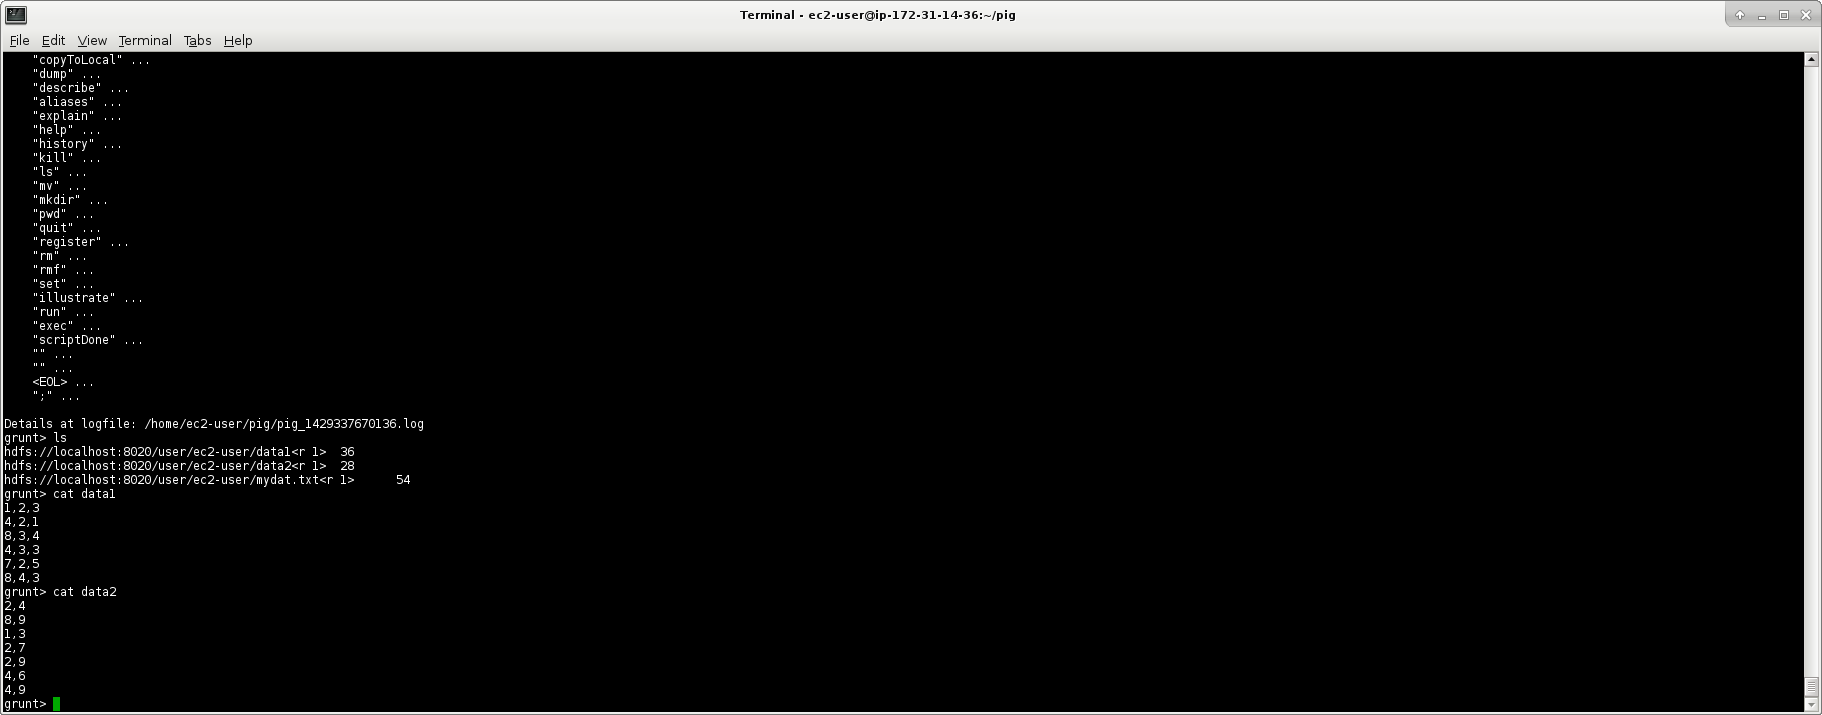 Terminal - ec2-user@ip-172-31-14-36:~/pig
File Edit View Terminal Tabs Help
"copyToLocal" ...
"dump" ...
"describe" ...
"aliases" ...
"explain" ...
"help" ...
"history" ...
"kill" ...
"ls" ...
"mv" ...
"mkdir" ...
"pwd" ...
"quit" ...
"register" ...
"rm" ...
"rmf" ...
"set" ...
"illustrate" ...
"run" ...
"exec" ...
"scriptDone" ...
"" ...
"" ...
<EOL> ...
";" ...
Details at logfile: /home/ec2-user/pig/pig_1429337670136.log
grunt> ls
hdfs://localhost:8020/user/ec2-user/data1<r 1>  36
hdfs://localhost:8020/user/ec2-user/data2<r 1>  28
hdfs://localhost:8020/user/ec2-user/mydat.txt<r 1>      54
grunt> cat data1
1,2,3
4,2,1
8,3,4
4,3,3
7,2,5
8,4,3
grunt> cat data2
2,4
8,9
1,3
2,7
2,9
4,6
4,9
grunt>